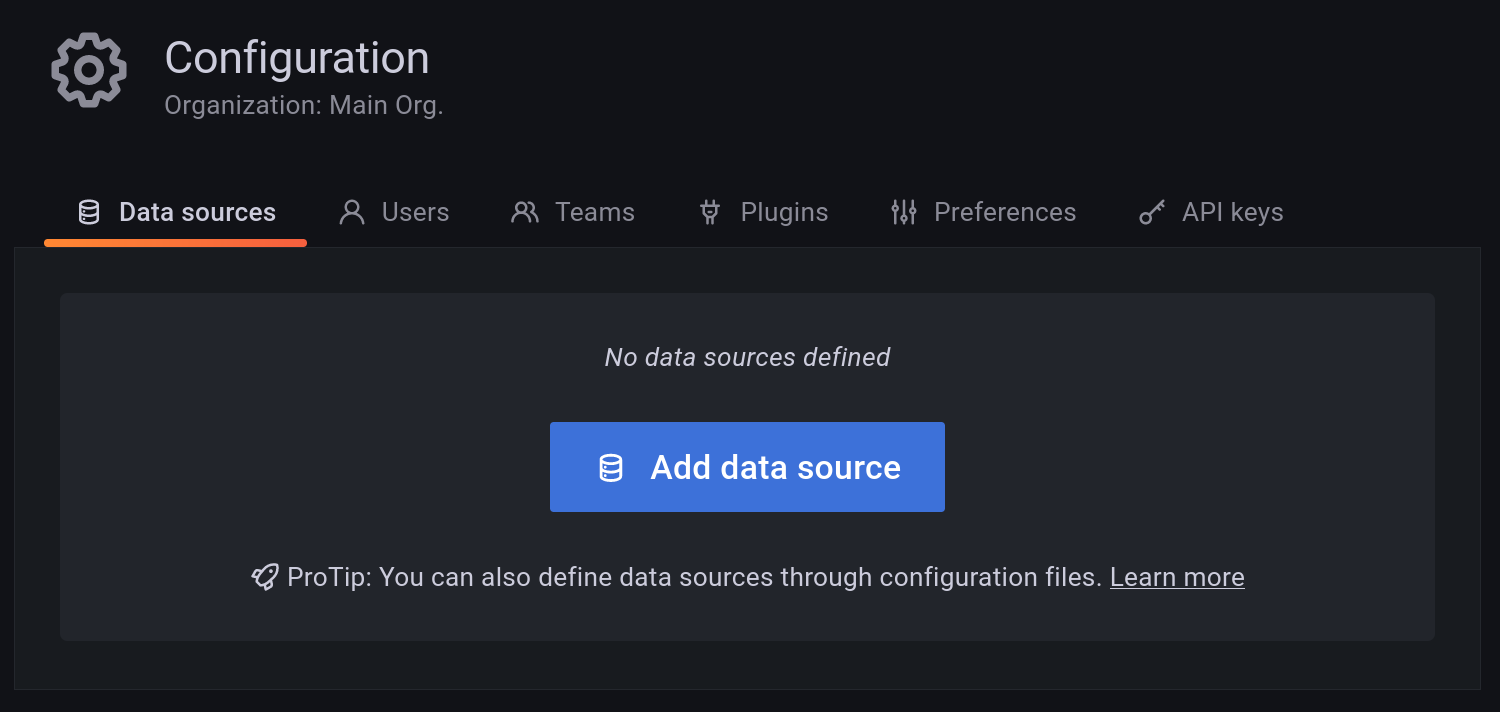 Configuration
Organization: Main Org.
Data sources Users Teams Plugins Preferences API keys
No data sources defined
Add data source
ProTip: You can also define data sources through configuration files. Learn more